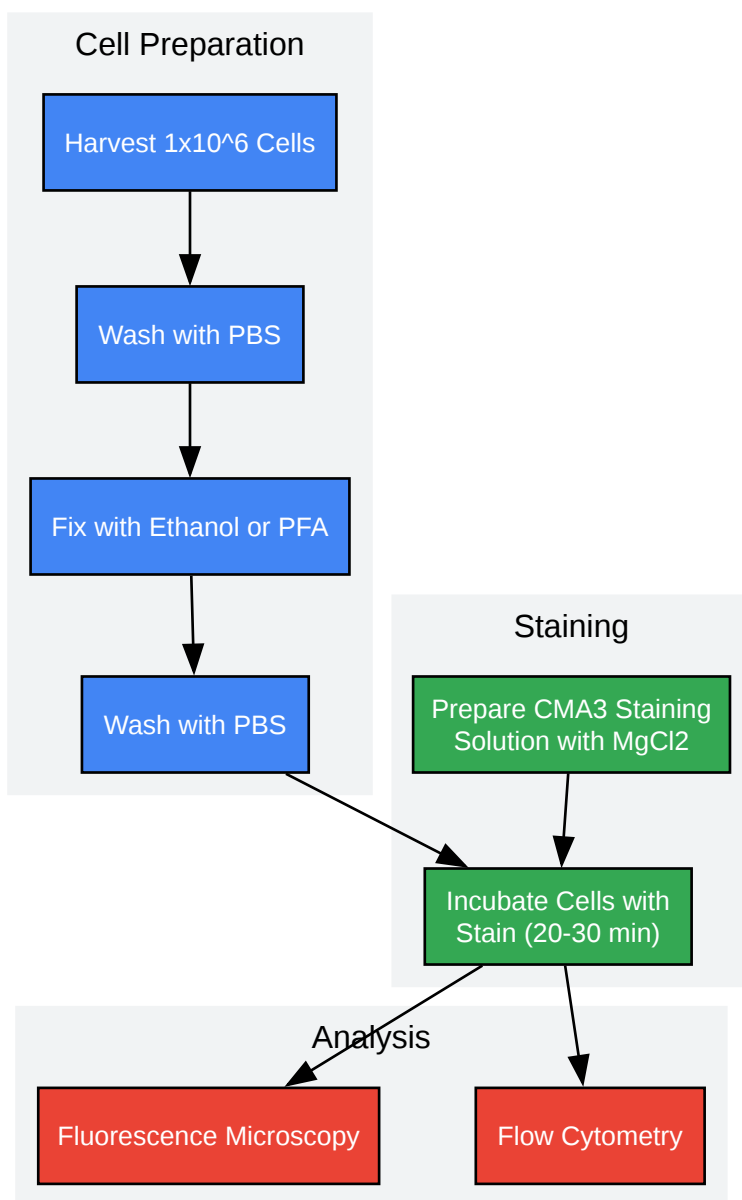 Cell Preparation
Harvest 1x10^6 Cells
Wash with PBS
Fix with Ethanol or PFA
Wash with PBS
Staining
Prepare CMA3 Staining
Solution with MgCl2
Incubate Cells with
Stain (20-30 min)
Analysis
Fluorescence Microscopy
Flow Cytometry